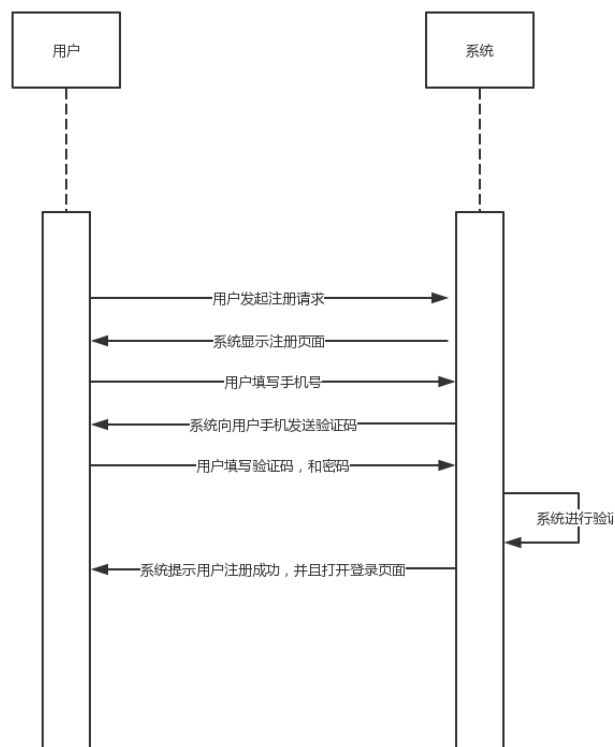 用户
系统
用户发起注册请求
系统显示注册页面
用户填写手机号
系统向用户手机发送验证码
用户填写验证码，和密码
系统进行验证
系统提示用户注册成功，并且打开登录页面